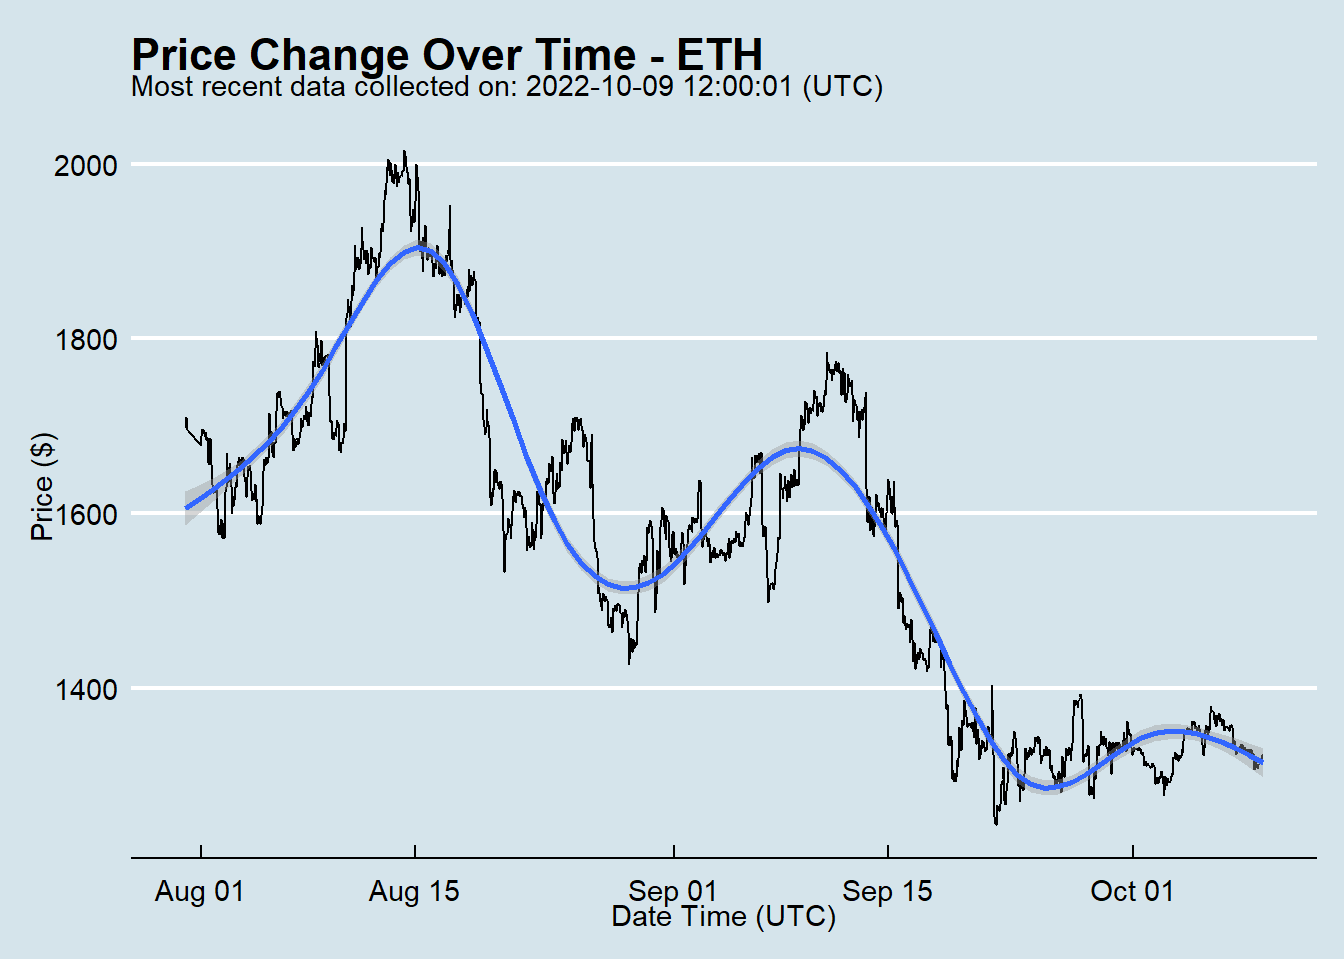 Price Change Over Time - ETH
Most recent data collected on: 2022-10-09 12:00:01 (UTC)
Price ($)
2000
1800
1600
1400
Aug 01
Aug 15
Sep 01
Sep 15
Oct 01
Date Time (UTC)